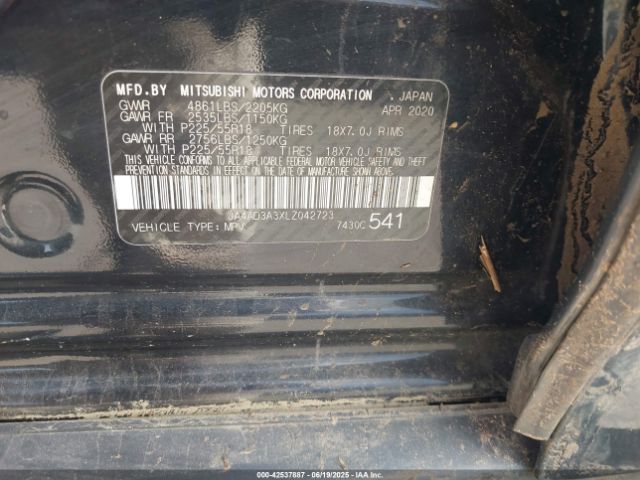 MFD.BY MITSUBISHI MOTORS CORPORATION , JAPAN
GVWR 4861LBS/2205KG APR 2020
GAWR FR 2535LBS/1150KG
WITH P225/55R18 TIRES 18X7.0J RIMS
GAWR RR 2756LBS/1250KG
WITH P225/55R18 TIRES 18X7.0J RIMS
THIS VEHICLE CONFORMS TO ALL APPLICABLE FEDERAL MOTOR VEHICLE SAFETY AND THEFT
PREVENTION STANDARDS IN EFFECT ON THE DATE OF MANUFACTURE SHOWN ABOVE.
VEHICLE TYPE: MPV 7430C 541
000-42537887 - 06/19/2025 - IAAI.COM